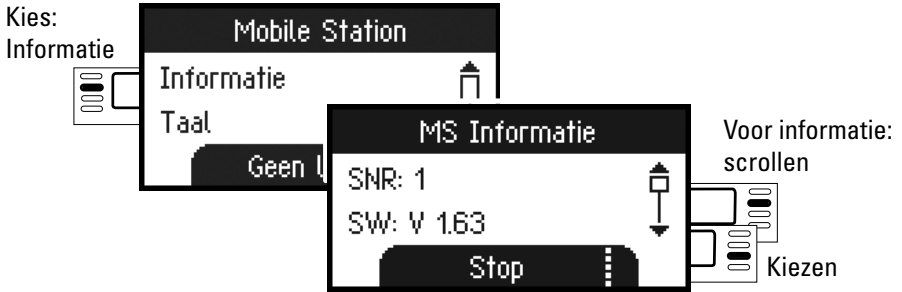 Kies:
Informatie
Mobile Station
Informatie
Taal
Geen
MS Informatie
SNR: 1
SW: V 1.63
Stop
Voor informatie:
scrollen
Kiezen